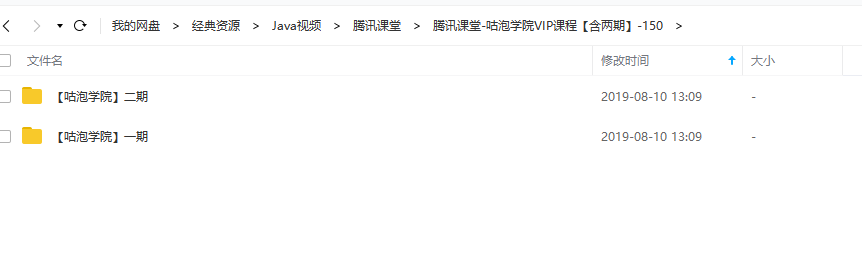 我的网盘 > 经典资源 > Java视频 > 腾讯课堂 > 腾讯课堂-咕泡学院VIP课程【含两期】-150 >
文件名 修改时间 大小
【咕泡学院】二期 2019-08-10 13:09 -
【咕泡学院】一期 2019-08-10 13:09 -